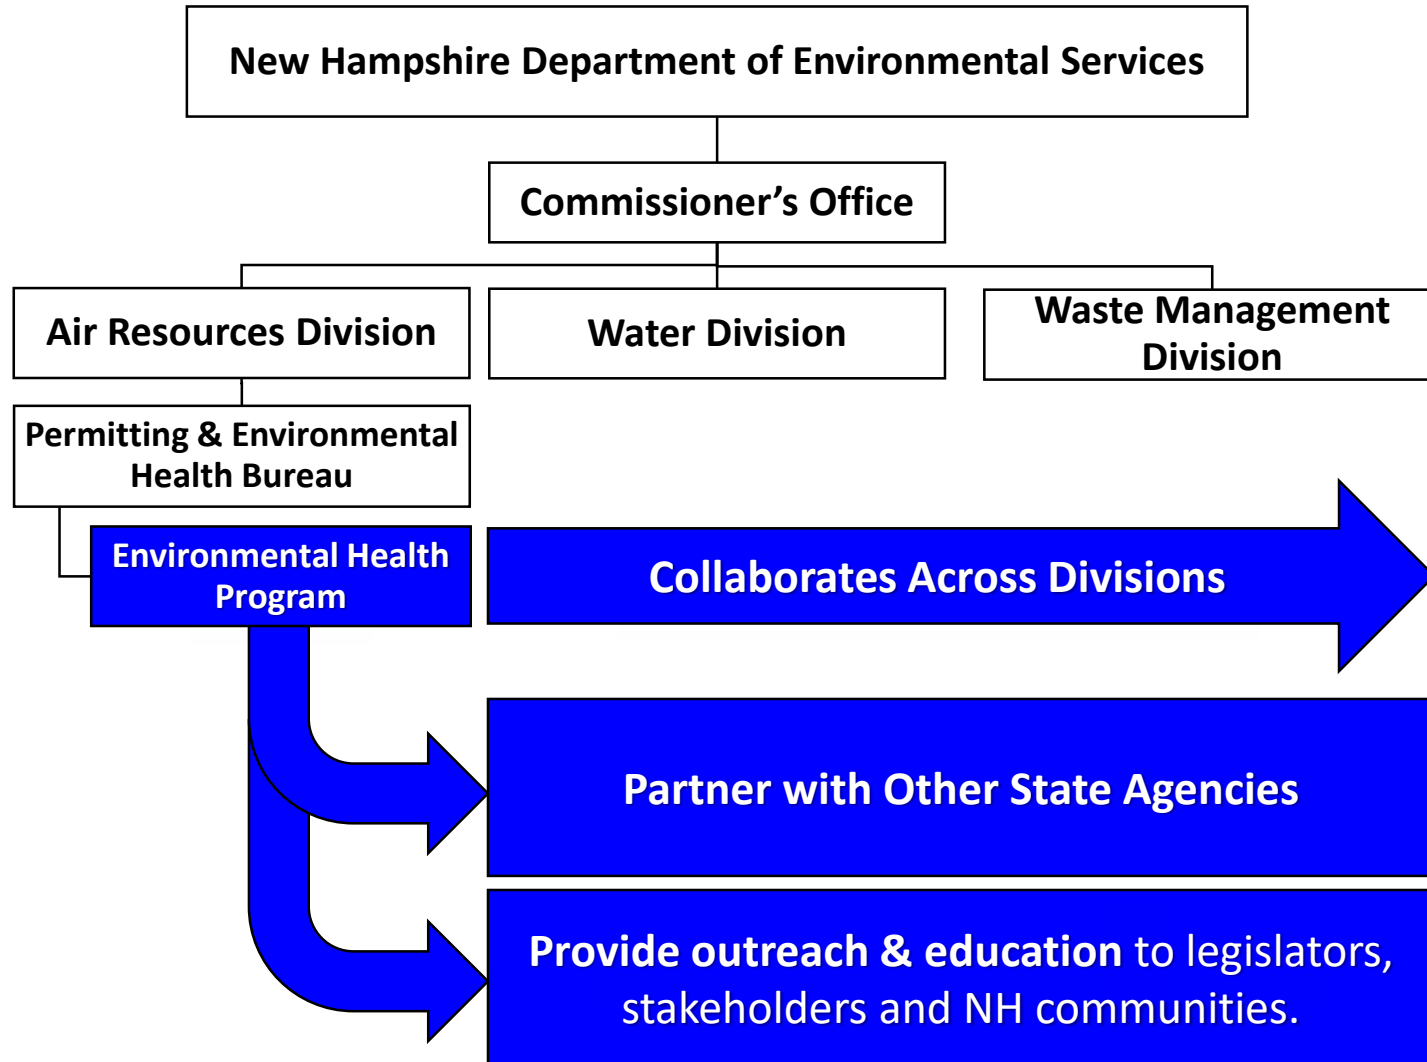 New Hampshire Department of Environmental Services
Commissioner’s Office
Air Resources Division
Water Division
Waste Management
Division
Permitting & Environmental
Health Bureau
Environmental Health
Program
Collaborates Across Divisions
Partner with Other State Agencies
Provide outreach & education to legislators,
stakeholders and NH communities.